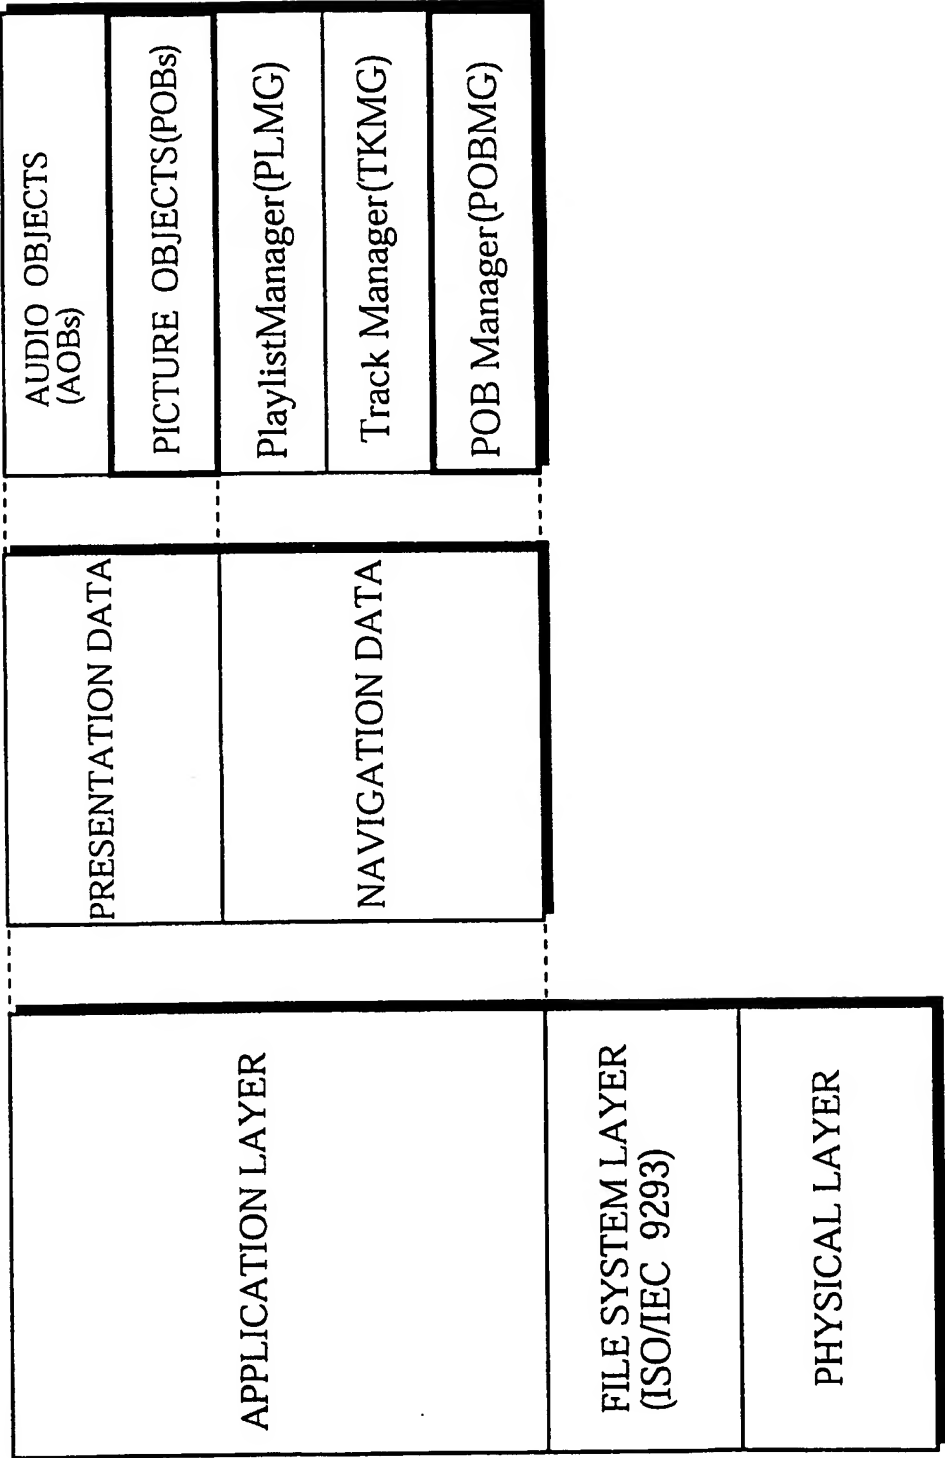 APPLICATION LAYER
FILE SYSTEM LAYER
(ISO/IEC 9293)
PHYSICAL LAYER
PRESENTATION DATA
NAVIGATION DATA
AUDIO OBJECTS
(AOBs)
PICTURE OBJECTS(POBs)
PlaylistManager(PLMG)
Track Manager(TKMG)
POB Manager(POBMG)